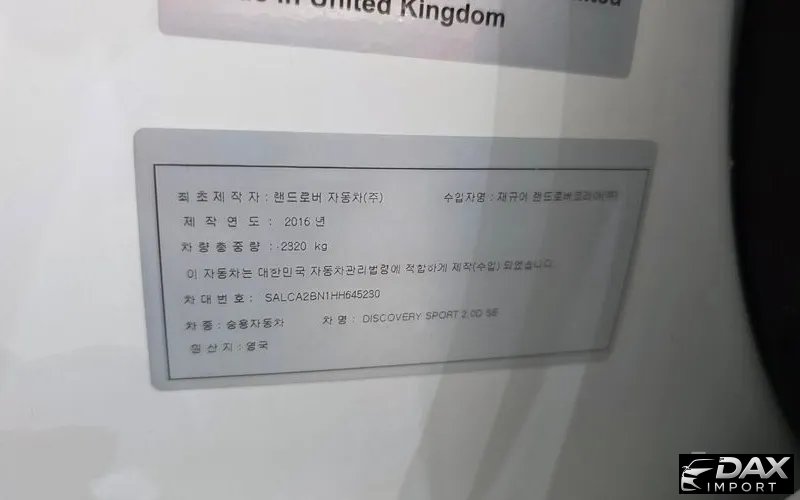 in United Kingdom
최초제작자 : 랜드로버 자동차(주) 수입자명 : 재규어 랜드로버코리아(주)
제작연도 : 2016 년
차량총중량 : 2320 kg
이 자동차는 대한민국 자동차관리법령에 적합하게 제작(수입) 되었습니다.
차대번호 : SALCA2BN1HH645230
차종 : 승용자동차 차명 : DISCOVERY SPORT 2.0D SE
원산지 : 영국
DAX
IMPORT